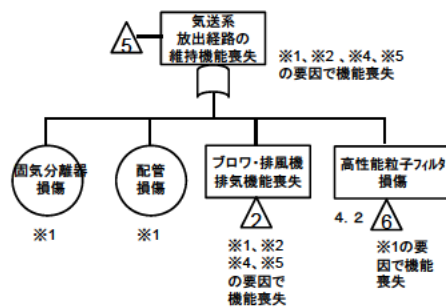 気送系
放出経路の
維持機能喪失
5
※1、※2 、※4、※5
の要因で機能喪失
固気分離器
損傷
※1
配管
損傷
※1
ブロワ・排風機
排気機能喪失
2
※1、※2
※4、※5
の要因で
機能喪失
高性能粒子フィルタ
損傷
4. 2
6
※1の要
因で機能
喪失